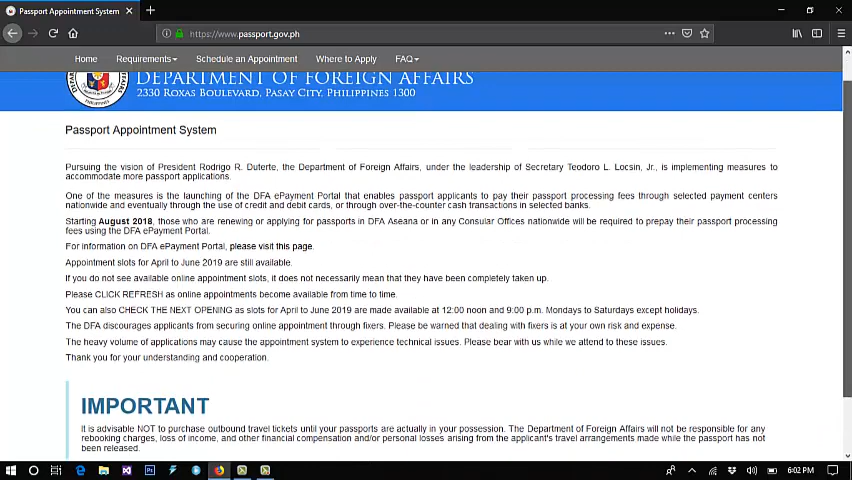 Passport Appointment System
https://www.passport.gov.ph
Home Requirements Schedule an Appointment Where to Apply FAQ
DEPARTMENT OF FOREIGN AFFAIRS
2330 ROXAS BOULEVARD, PASAY CITY, PHILIPPINES 1300
Passport Appointment System
Pursuing the vision of President Rodrigo R. Duterte, the Department of Foreign Affairs, under the leadership of Secretary Teodoro L. Locsin, Jr., is implementing measures to
accommodate more passport applications.
One of the measures is the launching of the DFA ePayment Portal that enables passport applicants to pay their passport processing fees through selected payment centers
nationwide and eventually through the use of credit and debit cards, or through over-the-counter cash transactions in selected banks.
Starting August 2018, those who are renewing or applying for passports in DFA Aseana or in any Consular Offices nationwide will be required to prepay their passport processing
fees using the DFA ePayment Portal.
For information on DFA ePayment Portal, please visit this page.
Appointment slots for April to June 2019 are still available.
If you do not see available online appointment slots, it does not necessarily mean that they have been completely taken up.
Please CLICK REFRESH as online appointments become available from time to time.
You can also CHECK THE NEXT OPENING as slots for April to June 2019 are made available at 12:00 noon and 9:00 p.m. Mondays to Saturdays except holidays.
The DFA discourages applicants from securing online appointment through fixers. Please be warned that dealing with fixers is at your own risk and expense.
The heavy volume of applications may cause the appointment system to experience technical issues. Please bear with us while we attend to these issues.
Thank you for your understanding and cooperation.
IMPORTANT
It is advisable NOT to purchase outbound travel tickets until your passports are actually in your possession. The Department of Foreign Affairs will not be responsible for any
rebooking charges, loss of income, and other financial compensation and/or personal losses arising from the applicant's travel arrangements made while the passport has not
been released.
6:02 PM